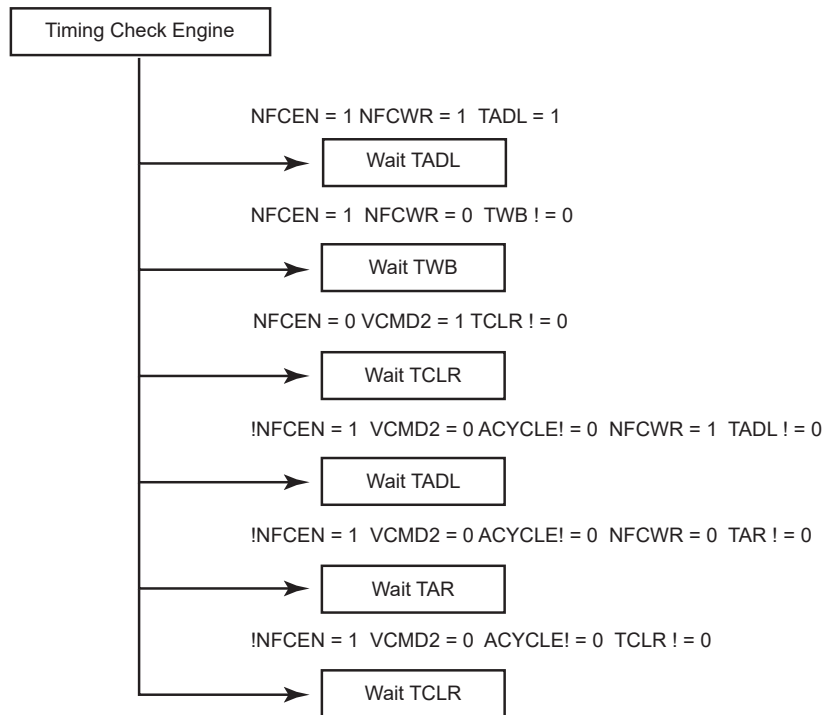 Timing Check Engine
NFCEN = 1 NFCWR = 1 TADL = 1
Wait TADL
NFCEN = 1 NFCWR = 0 TWB ! = 0
Wait TWB
NFCEN = 0 VCMD2 = 1 TCLR ! = 0
Wait TCLR
!NFCEN = 1 VCMD2 = 0 ACYCLE! = 0 NFCWR = 1 TADL ! = 0
Wait TADL
!NFCEN = 1 VCMD2 = 0 ACYCLE! = 0 NFCWR = 0 TAR ! = 0
Wait TAR
!NFCEN = 1 VCMD2 = 0 ACYCLE! = 0 TCLR ! = 0
Wait TCLR